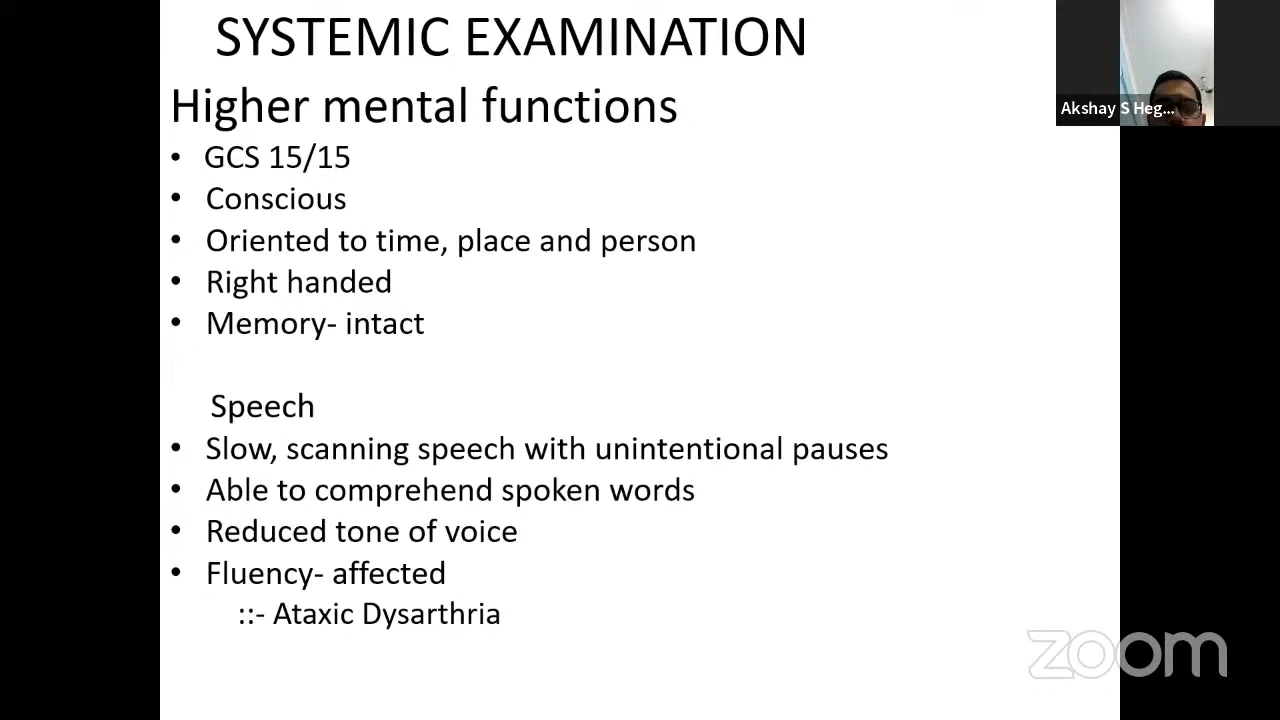 SYSTEMIC EXAMINATION
Higher mental functions
• GCS 15/15
• Conscious
• Oriented to time, place and person
• Right handed
• Memory- intact
Speech
• Slow, scanning speech with unintentional pauses
• Able to comprehend spoken words
• Reduced tone of voice
• Fluency- affected
::- Ataxic Dysarthria
Akshay S Heg...
zoom